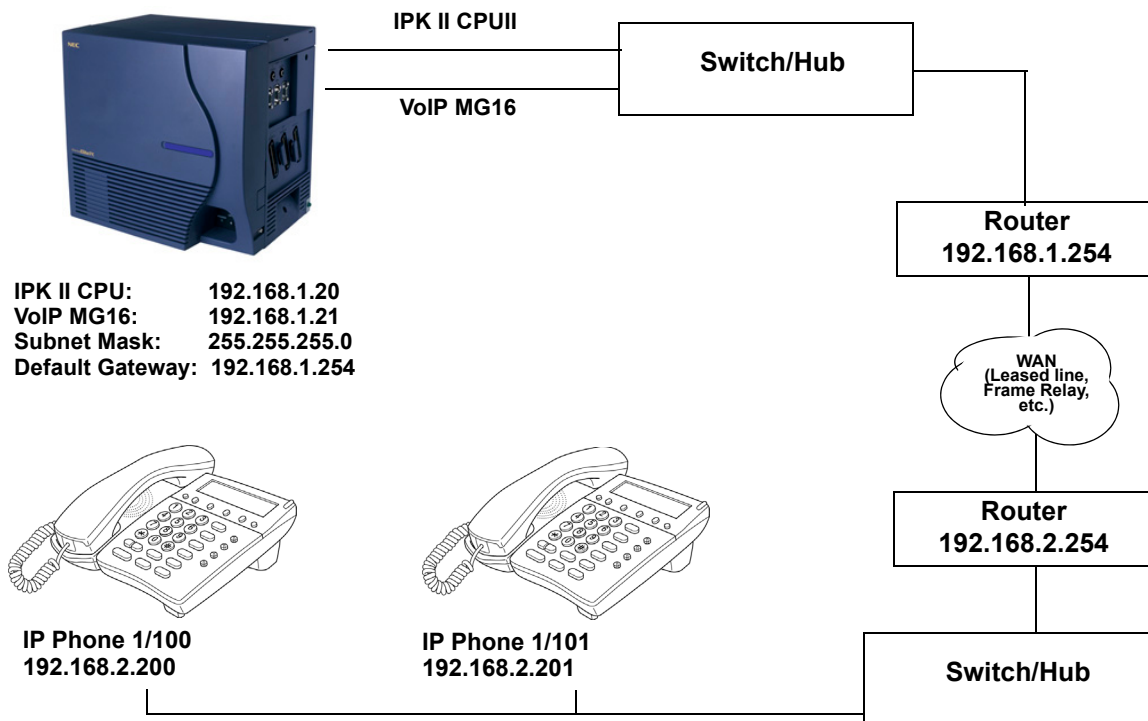 IPK II CPUII
NEC
Switch/Hub
VoIP MG16
Router
192.168.1.254
IPK II CPU: 192.168.1.20
VoIP MG16: 192.168.1.21
Subnet Mask: 255.255.255.0
Default Gateway: 192.168.1.254
WAN
(Leased line,
Frame Relay,
etc.)
Router
192.168.2.254
IP Phone 1/100
192.168.2.200
IP Phone 1/101
192.168.2.201
Switch/Hub